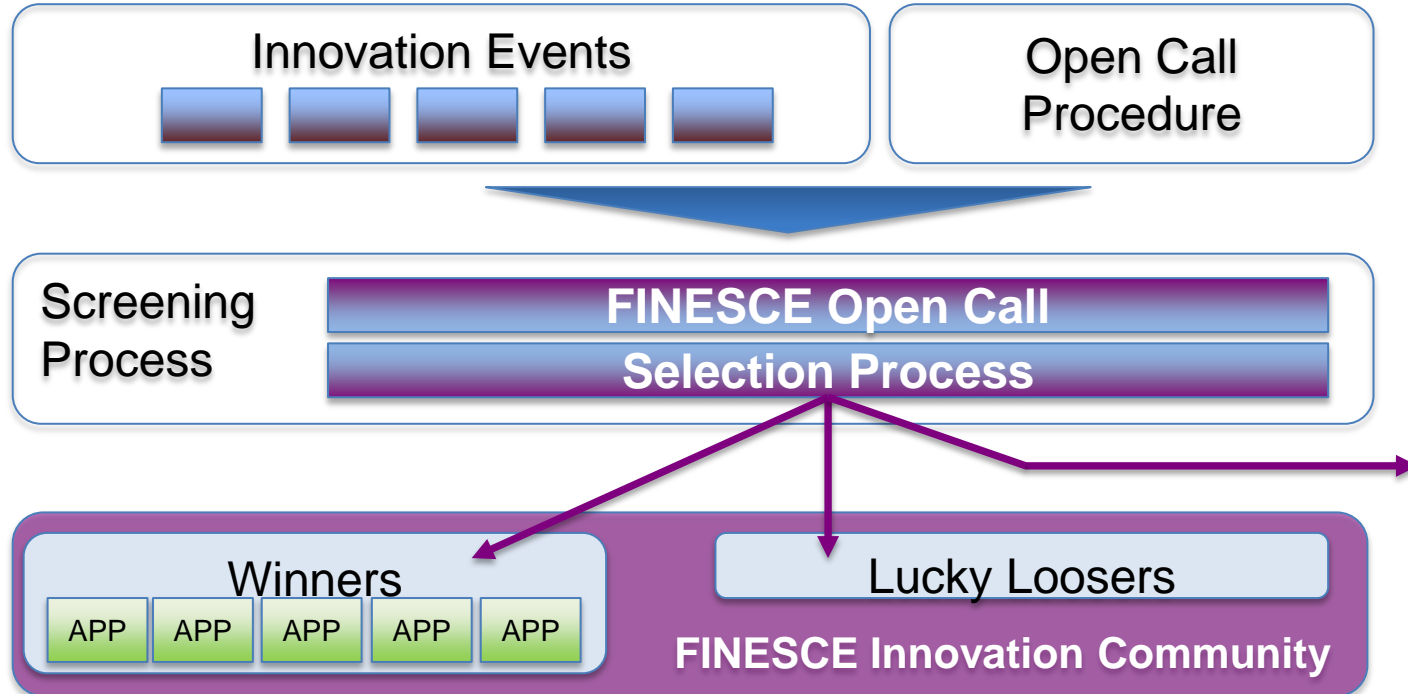 Innovation Events
Open Call
Procedure
Screening
Process
FINESCE Open Call
Selection Process
Winners
APP
APP
APP
APP
APP
Lucky Loosers
FINESCE Innovation Community